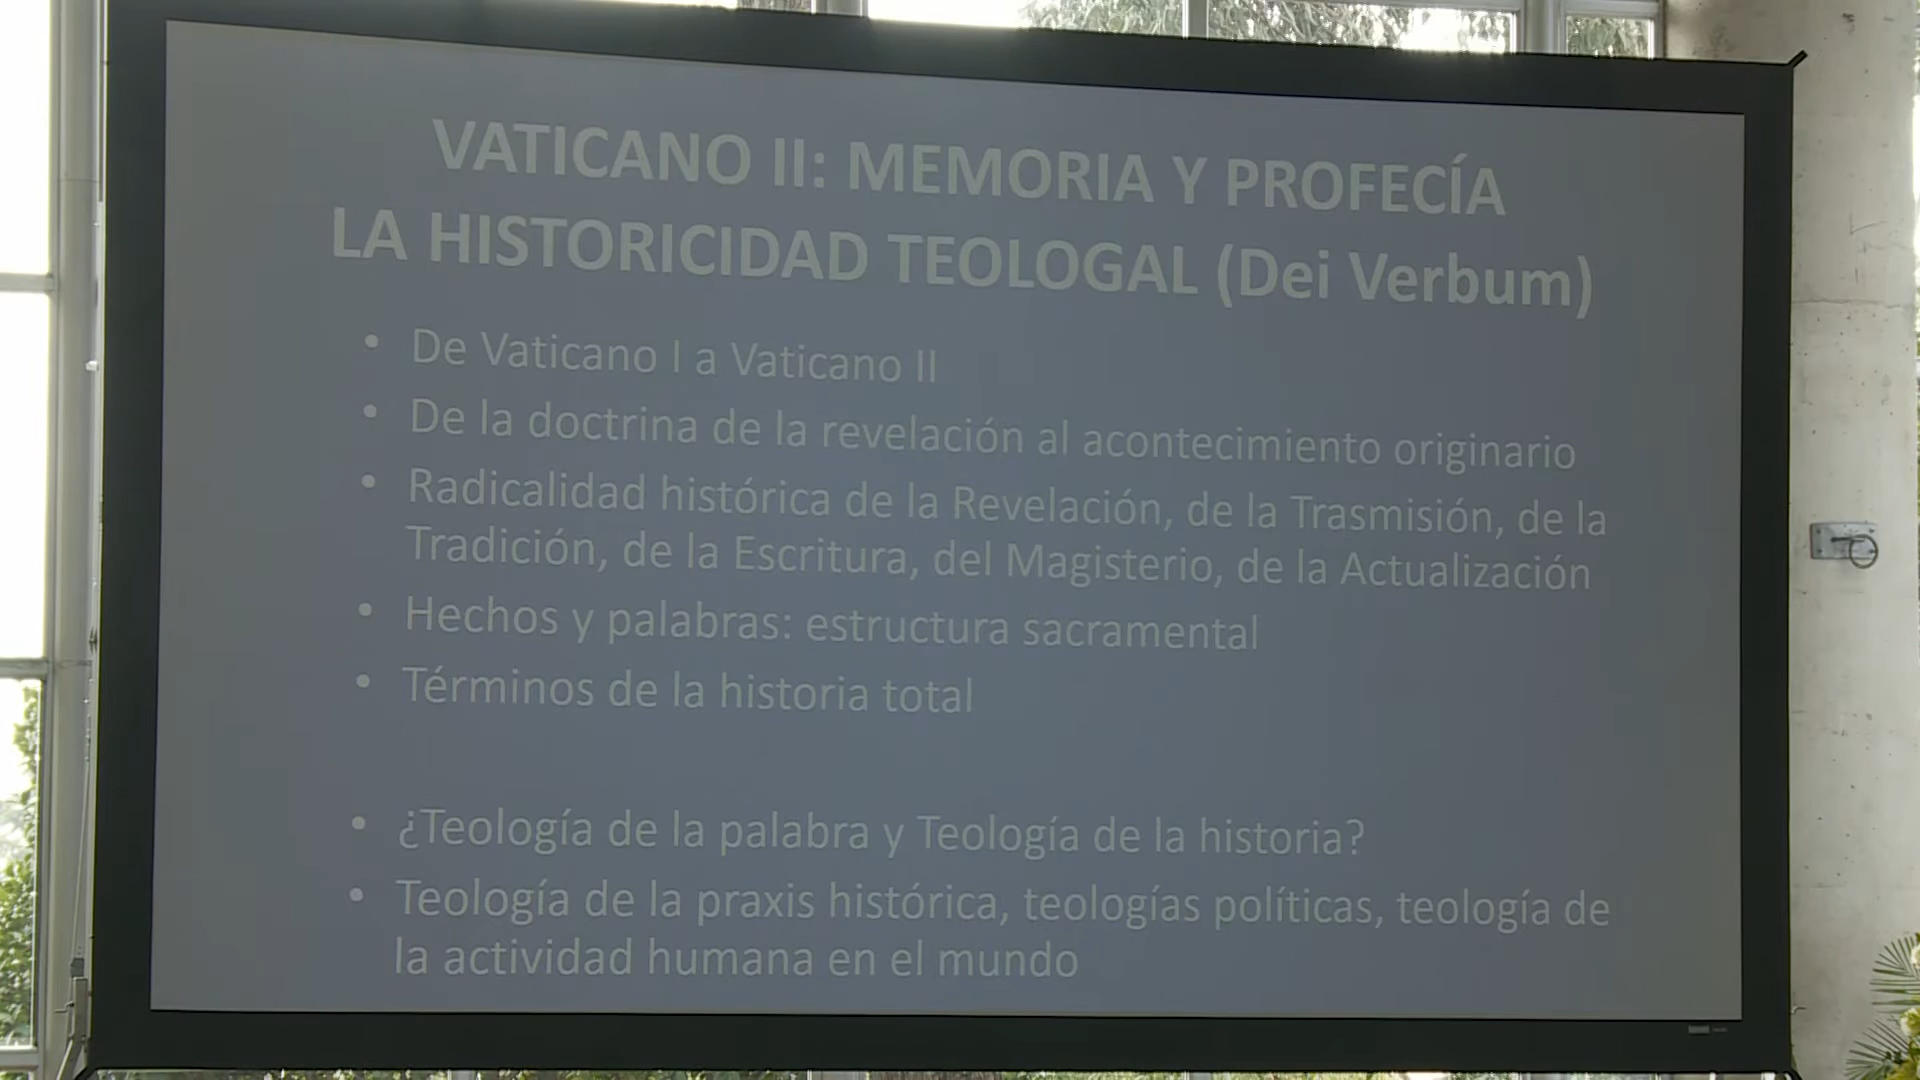 VATICANO II: MEMORIA Y PROFECÍA
LA HISTORICIDAD TEOLOGAL (Dei Verbum)
• De Vaticano I a Vaticano II
• De la doctrina de la revelación al acontecimiento originario
• Radicalidad histórica de la Revelación, de la Trasmisión, de la
Tradición, de la Escritura, del Magisterio, de la Actualización
• Hechos y palabras: estructura sacramental
• Términos de la historia total
• ¿Teología de la palabra y Teología de la historia?
• Teología de la praxis histórica, teologías políticas, teología de
la actividad humana en el mundo